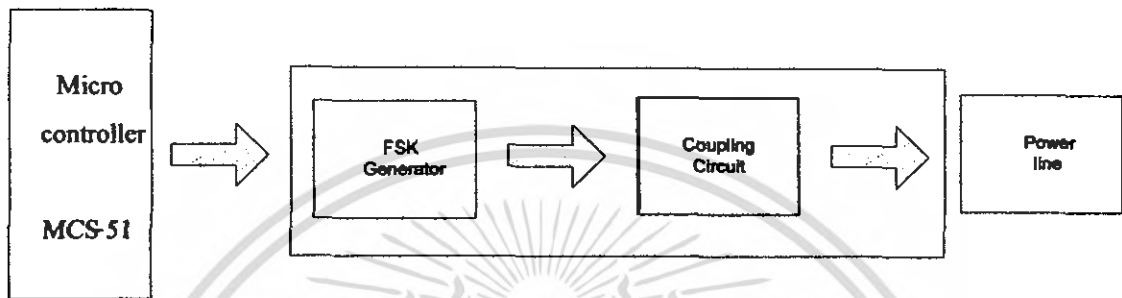 Micro
controller
MCS-51
FSK
Generator
Coupling
Circuit
Power
line